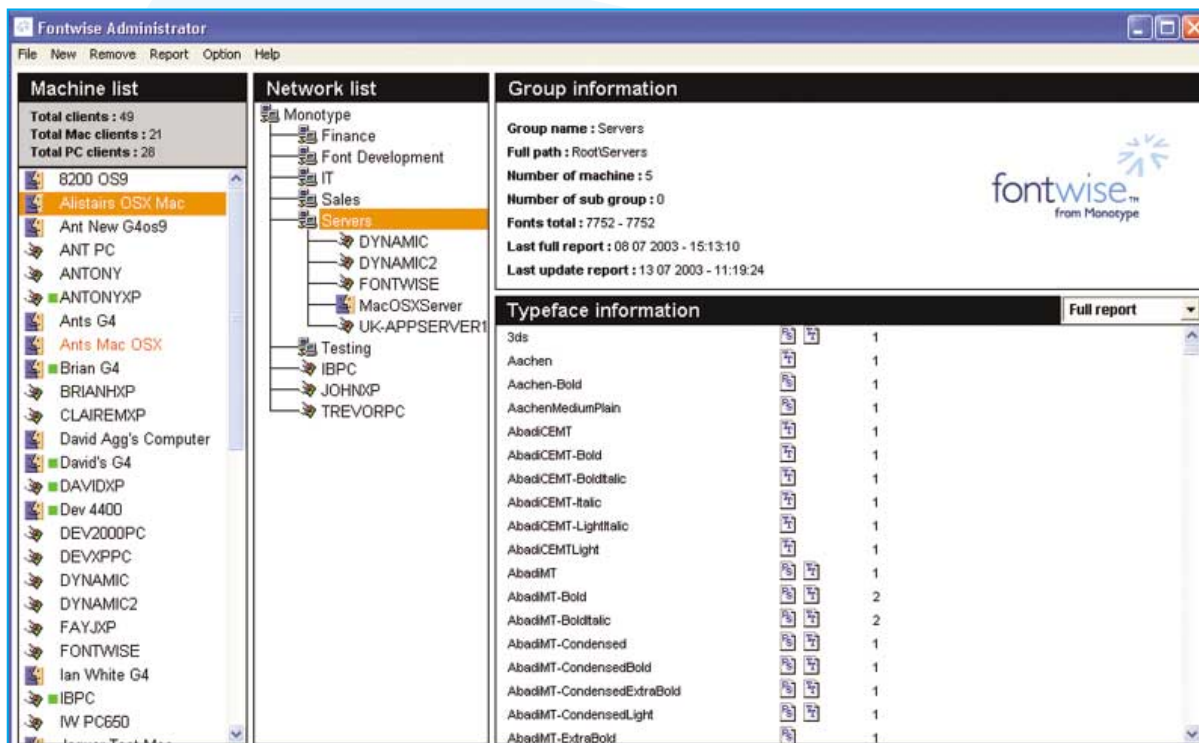 Fontwise Administrator
File New Remove Report Option Help
Machine list
Total clients : 49
Total Mac clients : 21
Total PC clients : 28
8200 OS9
Alistairs OSX Mac
Ant New G4os9
ANT PC
ANTONY
ANTONYXP
Ants G4
Ants Mac OSX
Brian G4
BRIANHXP
CLAIREMXP
David Agg's Computer
David's G4
DAVIDXP
Dev 4400
DEV2000PC
DEVXPPC
DYNAMIC
DYNAMIC2
FAYJXP
FONTWISE
Ian White G4
IBPC
IW PC650
Network list
Monotype
Finance
Font Development
IT
Sales
Servers
DYNAMIC
DYNAMIC2
FONTWISE
MacOSXServer
UK-APPSERVER1
Testing
IBPC
JOHNXP
TREVORPC
Group information
Group name : Servers
Full path : Root\Servers
Number of machine : 5
Number of sub group : 0
Fonts total : 7752 - 7752
Last full report : 08 07 2003 - 15:13:10
Last update report : 13 07 2003 - 11:19:24
fontwise™
from Monotype
Typeface information
Full report
3ds 1
Aachen 1
Aachen-Bold 1
AachenMediumPlain 1
AbadiCEMT 1
AbadiCEMT-Bold 1
AbadiCEMT-BoldItalic 1
AbadiCEMT-Italic 1
AbadiCEMT-LightItalic 1
AbadiCEMTLight 1
AbadiMT 1
AbadiMT-Bold 2
AbadiMT-BoldItalic 2
AbadiMT-Condensed 1
AbadiMT-CondensedBold 1
AbadiMT-CondensedExtraBold 1
AbadiMT-CondensedLight 1
AbadiMT-ExtraBold 1